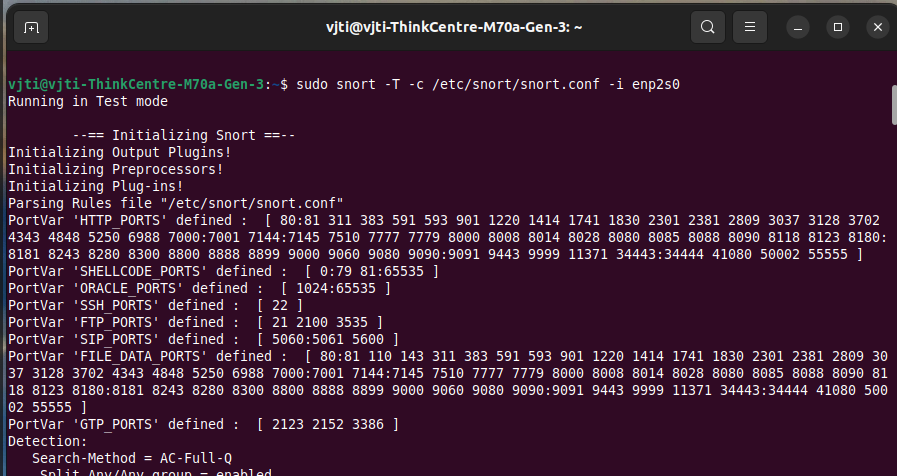 vjti@vjti-ThinkCentre-M70a-Gen-3: ~
vjti@vjti-ThinkCentre-M70a-Gen-3:~$ sudo snort -T -c /etc/snort/snort.conf -i enp2s0
Running in Test mode
--== Initializing Snort ==--
Initializing Output Plugins!
Initializing Preprocessors!
Initializing Plug-ins!
Parsing Rules file "/etc/snort/snort.conf"
PortVar 'HTTP_PORTS' defined :  [ 80:81 311 383 591 593 901 1220 1414 1741 1830 2301 2381 2809 3037 3128 3702
4343 4848 5250 6988 7000:7001 7144:7145 7510 7777 7779 8000 8008 8014 8028 8080 8085 8088 8090 8118 8123 8180:
8181 8243 8280 8300 8800 8888 8899 9000 9060 9080 9090:9091 9443 9999 11371 34443:34444 41080 50002 55555 ]
PortVar 'SHELLCODE_PORTS' defined :  [ 0:79 81:65535 ]
PortVar 'ORACLE_PORTS' defined :  [ 1024:65535 ]
PortVar 'SSH_PORTS' defined :  [ 22 ]
PortVar 'FTP_PORTS' defined :  [ 21 2100 3535 ]
PortVar 'SIP_PORTS' defined :  [ 5060:5061 5600 ]
PortVar 'FILE_DATA_PORTS' defined :  [ 80:81 110 143 311 383 591 593 901 1220 1414 1741 1830 2301 2381 2809 30
37 3128 3702 4343 4848 5250 6988 7000:7001 7144:7145 7510 7777 7779 8000 8008 8014 8028 8080 8085 8088 8090 81
18 8123 8180:8181 8243 8280 8300 8800 8888 8899 9000 9060 9080 9090:9091 9443 9999 11371 34443:34444 41080 500
02 55555 ]
PortVar 'GTP_PORTS' defined :  [ 2123 2152 3386 ]
Detection:
Search-Method = AC-Full-Q
Split Any/Any group = enabled